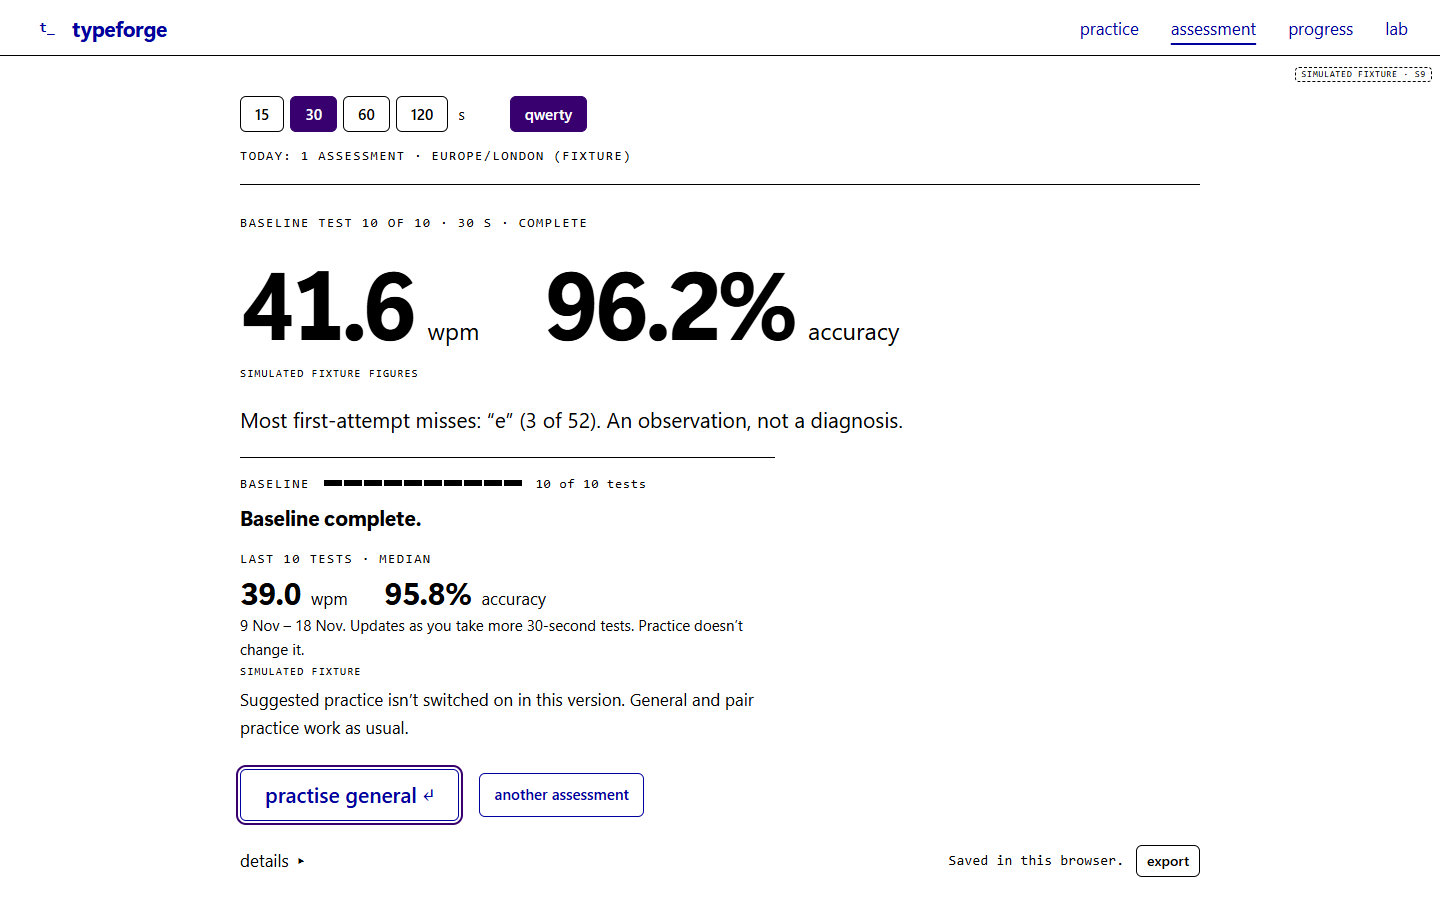 t_ typeforge practice assessment progress lab
SIMULATED FIXTURE · S9
15 30 60 120 s qwerty
TODAY: 1 ASSESSMENT · EUROPE/LONDON (FIXTURE)
BASELINE TEST 10 OF 10 · 30 S · COMPLETE
41.6 wpm 96.2% accuracy
SIMULATED FIXTURE FIGURES
Most first-attempt misses: “e” (3 of 52). An observation, not a diagnosis.
BASELINE 10 of 10 tests
Baseline complete.
LAST 10 TESTS · MEDIAN
39.0 wpm 95.8% accuracy
9 Nov – 18 Nov. Updates as you take more 30-second tests. Practice doesn’t
change it.
SIMULATED FIXTURE
Suggested practice isn’t switched on in this version. General and pair
practice work as usual.
practise general ↵ another assessment
details ▸ Saved in this browser. export